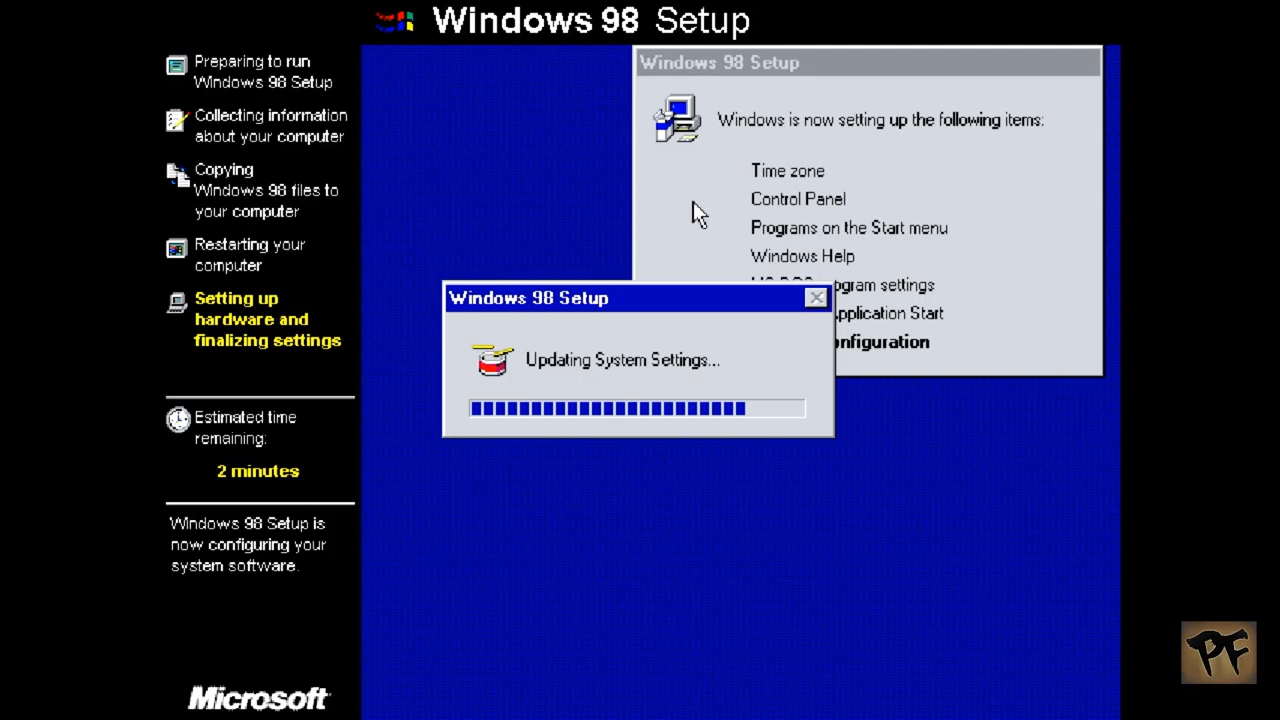 Windows 98 Setup
Preparing to run
Windows 98 Setup
Collecting information
about your computer
Copying
Windows 98 files to
your computer
Restarting your
computer
Setting up
hardware and
finalizing settings
Estimated time
remaining:
2 minutes
Windows 98 Setup is
now configuring your
system software.
Microsoft
Windows 98 Setup
Windows is now setting up the following items:
Time zone
Control Panel
Programs on the Start menu
Windows Help
settings
Start
Windows 98 Setup
Updating System Settings...
PF